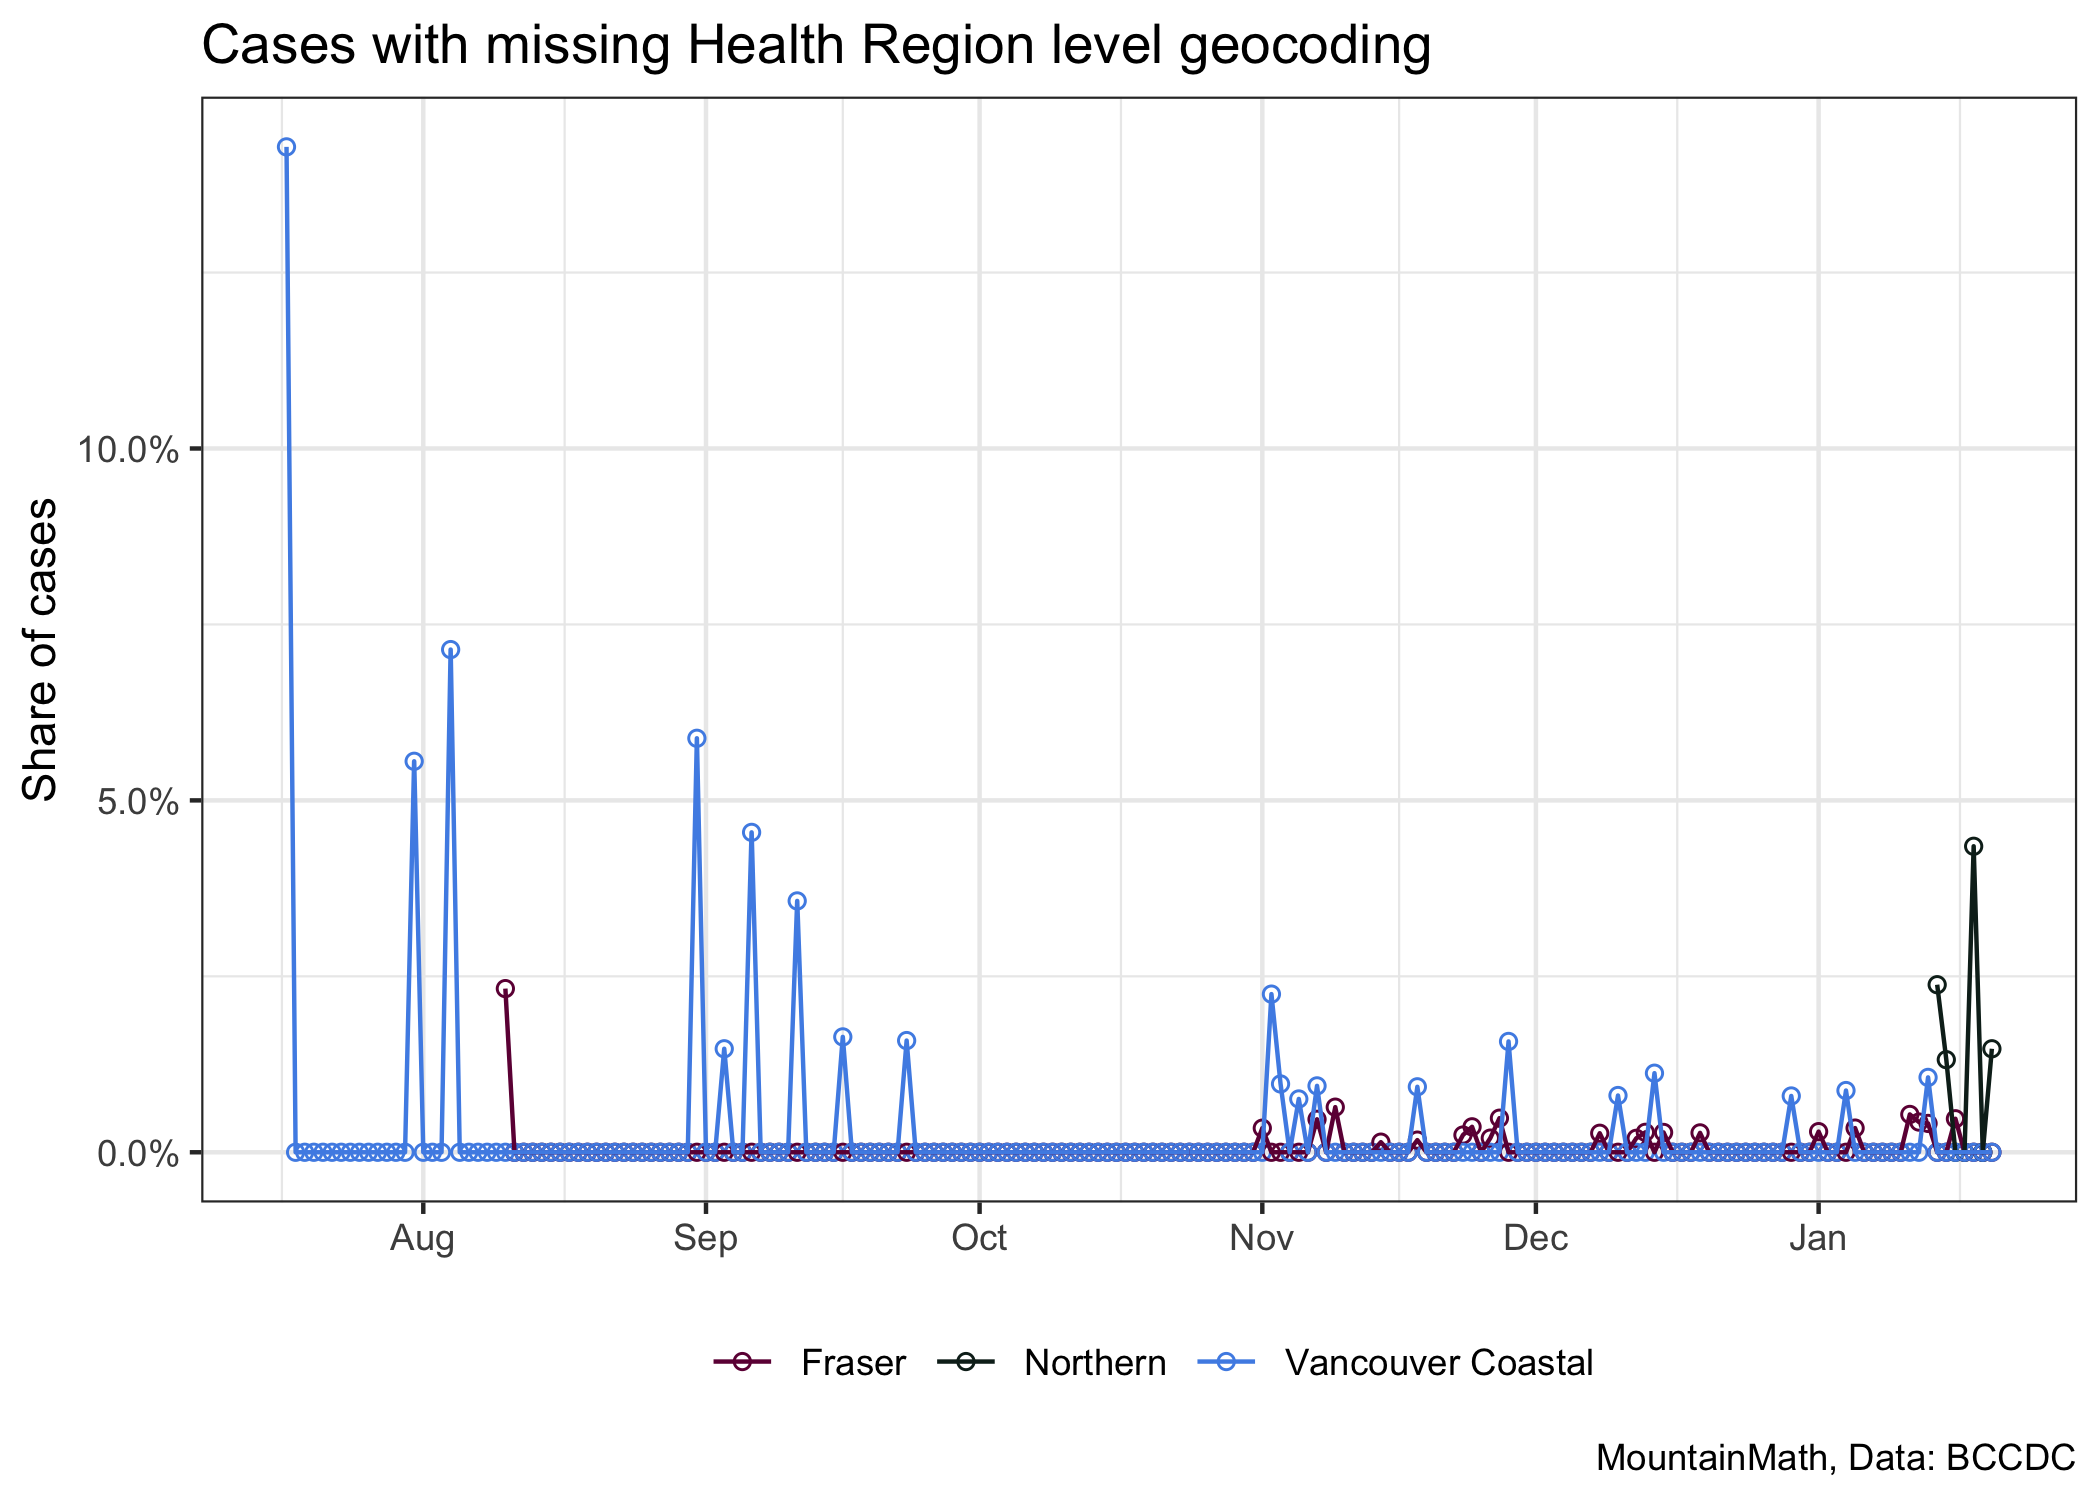 Cases with missing Health Region level geocoding
Share of cases
10.0%
5.0%
0.0%
Aug Sep Oct Nov Dec Jan
Fraser Northern Vancouver Coastal
MountainMath, Data: BCCDC